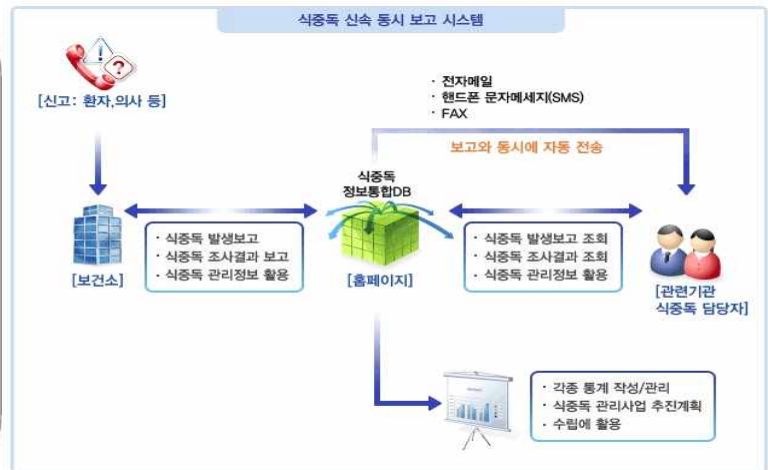 식중독 신속 동시 보고 시스템
[신고: 환자,의사 등]
· 전자메일
· 핸드폰 문자메세지(SMS)
· FAX
보고와 동시에 자동 전송
식중독
정보통합DB
· 식중독 발생보고
· 식중독 조사결과 보고
· 식중독 관리정보 활용
· 식중독 발생보고 조회
· 식중독 조사결과 조회
· 식중독 관리정보 활용
[보건소]
[홈페이지]
[관련기관
식중독 담당자]
· 각종 통계 작성/관리
· 식중독 관리사업 추진계획
· 수립에 활용